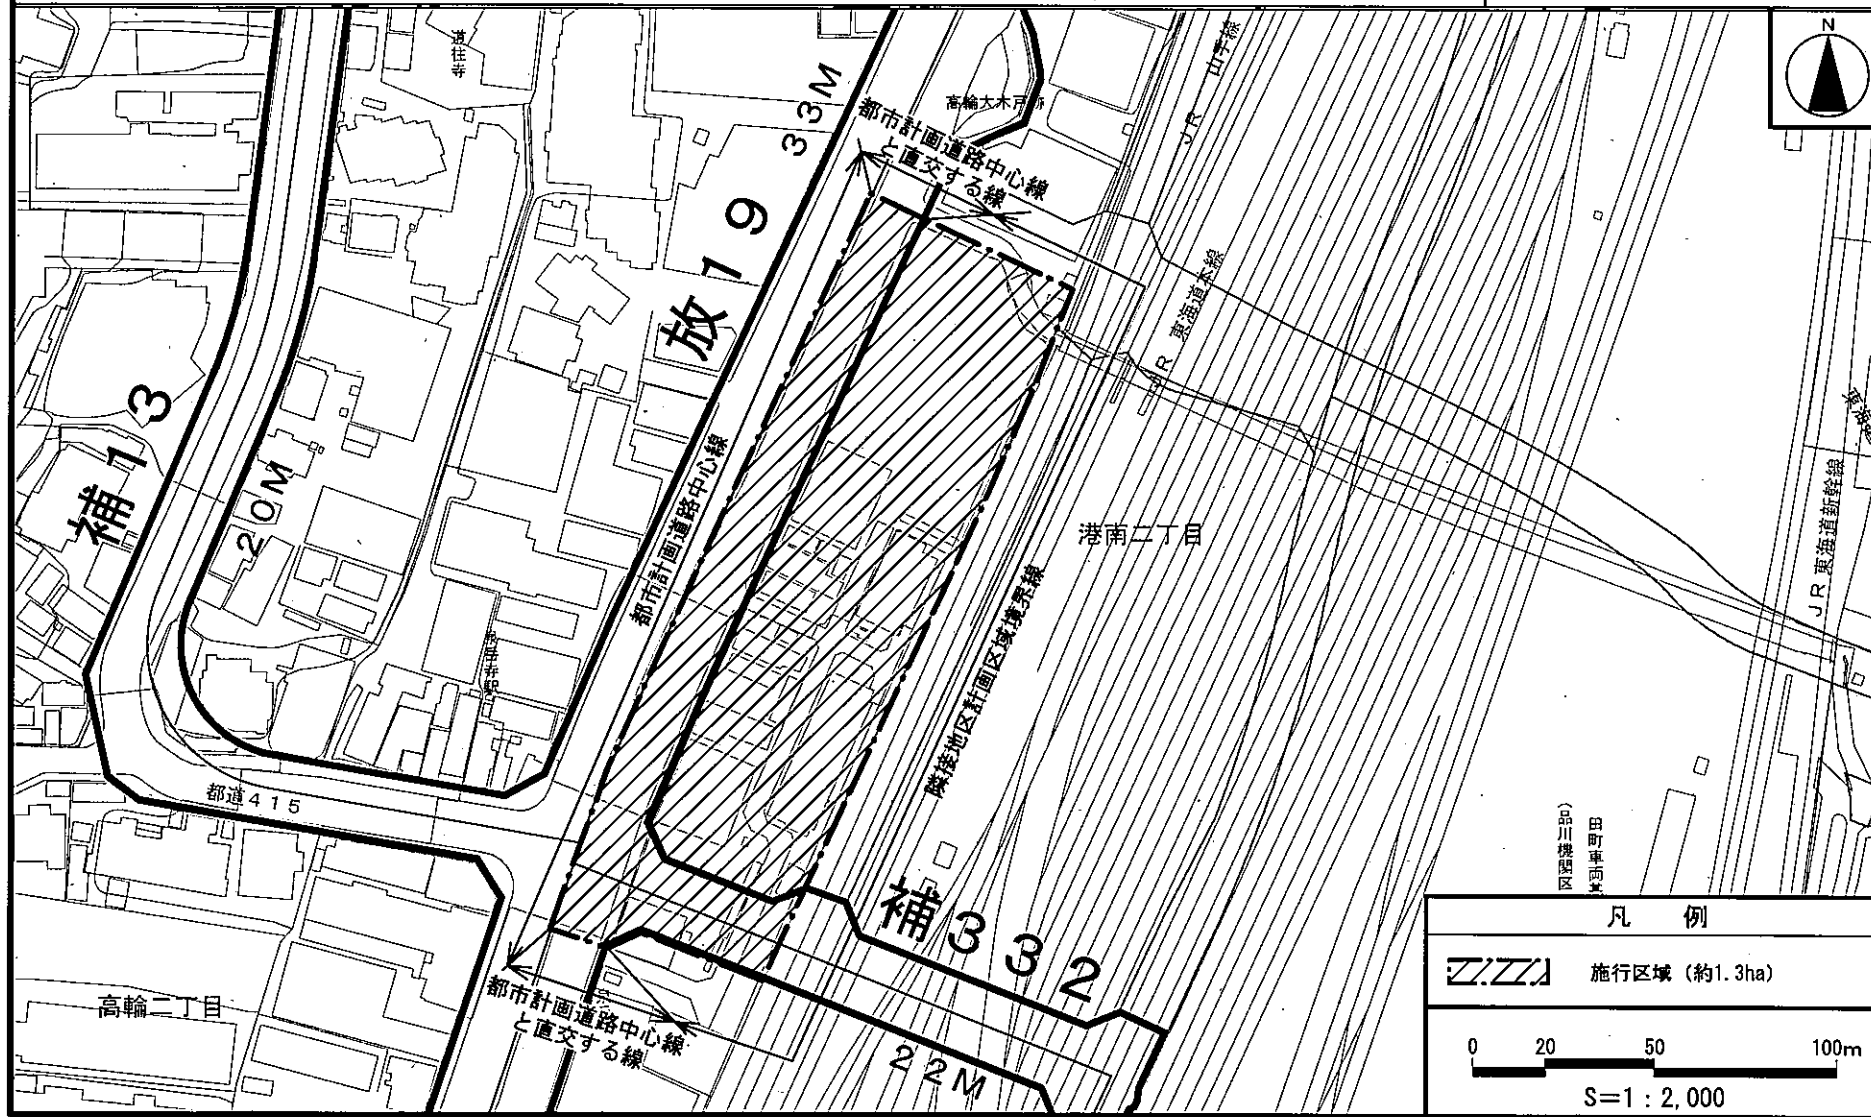 N
道往寺
高輪大木戸跡
JR 山手線
都市計画道路中心線
と直交する線
放19
33M
JR 東海道本線
補13
20M
都市計画道路中心線
港南二丁目
隣接地区計画区域境界線
JR 東海道新幹線
泉岳寺駅
都道415
補332
22M
高輪二丁目
都市計画道路中心線
と直交する線
(品川機関区
凡 例
施行区域 (約1.3ha)
0 20 50 100m
S=1:2,000